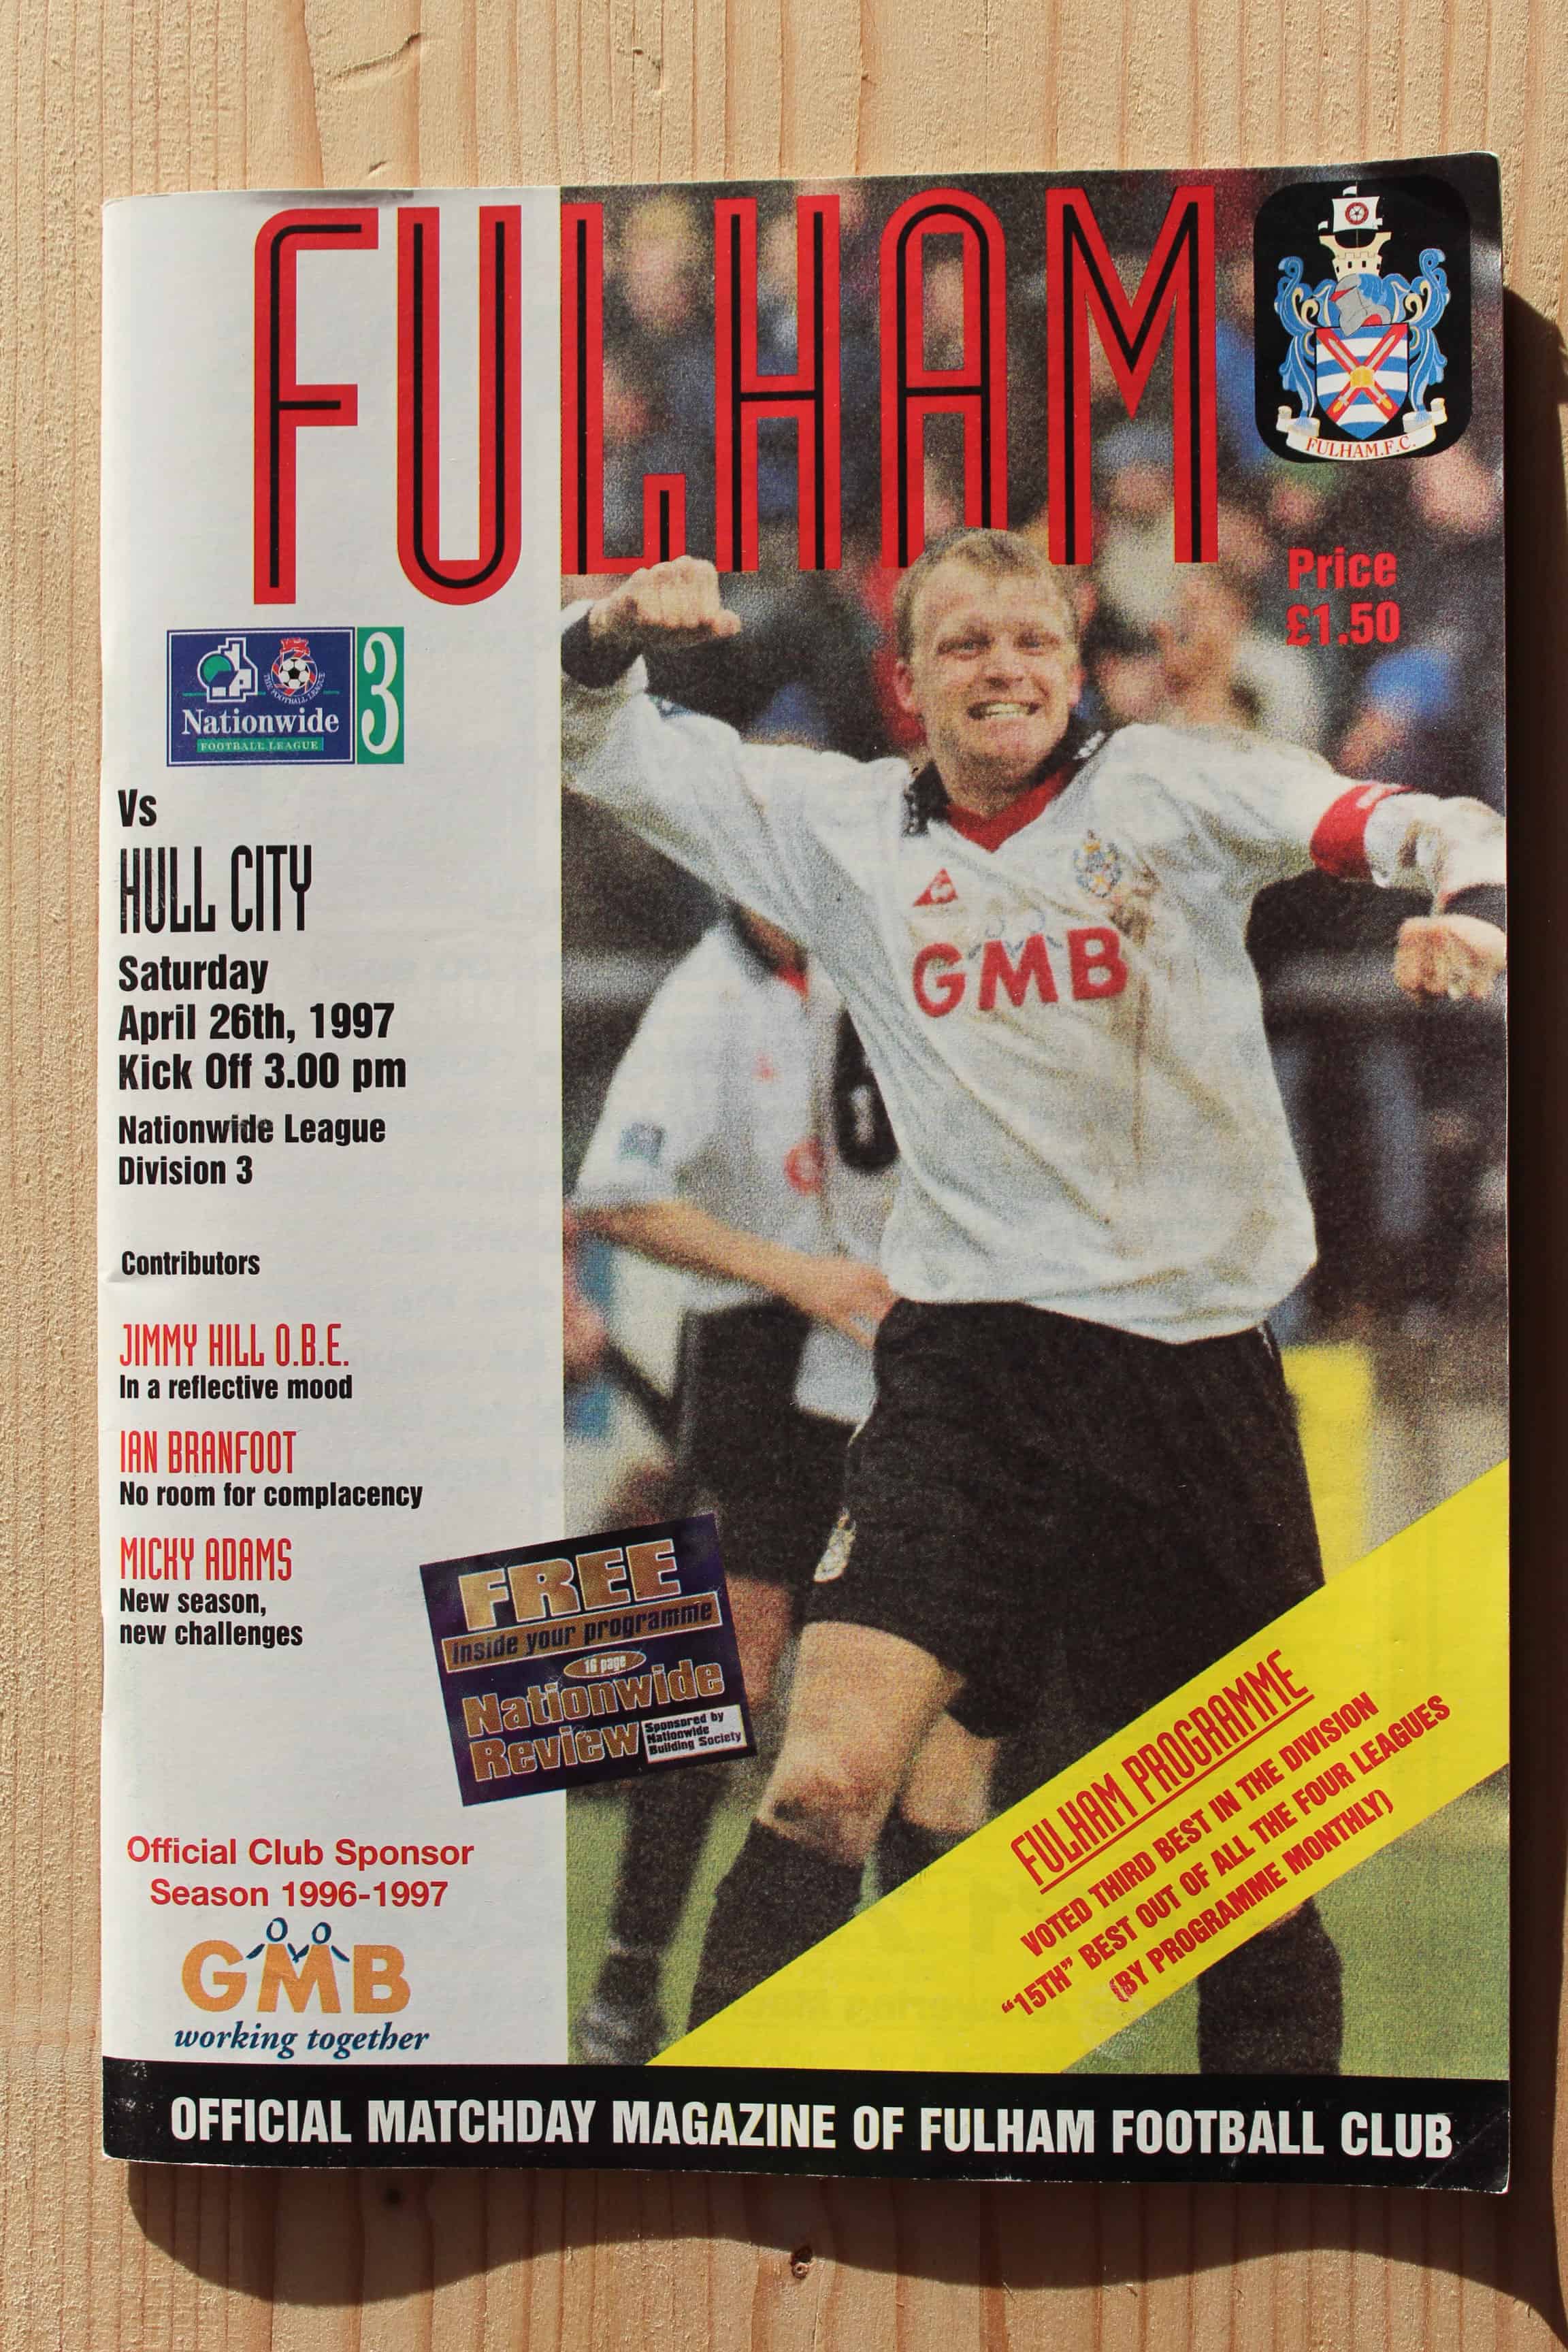 FULHAM
FULHAM.F.C.
Price
£1.50
THE FOOTBALL LEAGUE
3
Nationwide
FOOTBALL LEAGUE
Vs
HULL CITY
Saturday
April 26th, 1997
Kick Off 3.00 pm
Nationwide League
Division 3
Contributors
JIMMY HILL O.B.E.
In a reflective mood
IAN BRANFOOT
No room for complacency
MICKY ADAMS
New season,
new challenges
GMB
FREE
inside your programme
16 page
Nationwide
Review
Sponsored by
Nationwide
Building Society
FULHAM PROGRAMME
VOTED THIRD BEST IN THE DIVISION
“15TH” BEST OUT OF ALL THE FOUR LEAGUES
(BY PROGRAMME MONTHLY)
Official Club Sponsor
Season 1996-1997
GMB
working together
OFFICIAL MATCHDAY MAGAZINE OF FULHAM FOOTBALL CLUB